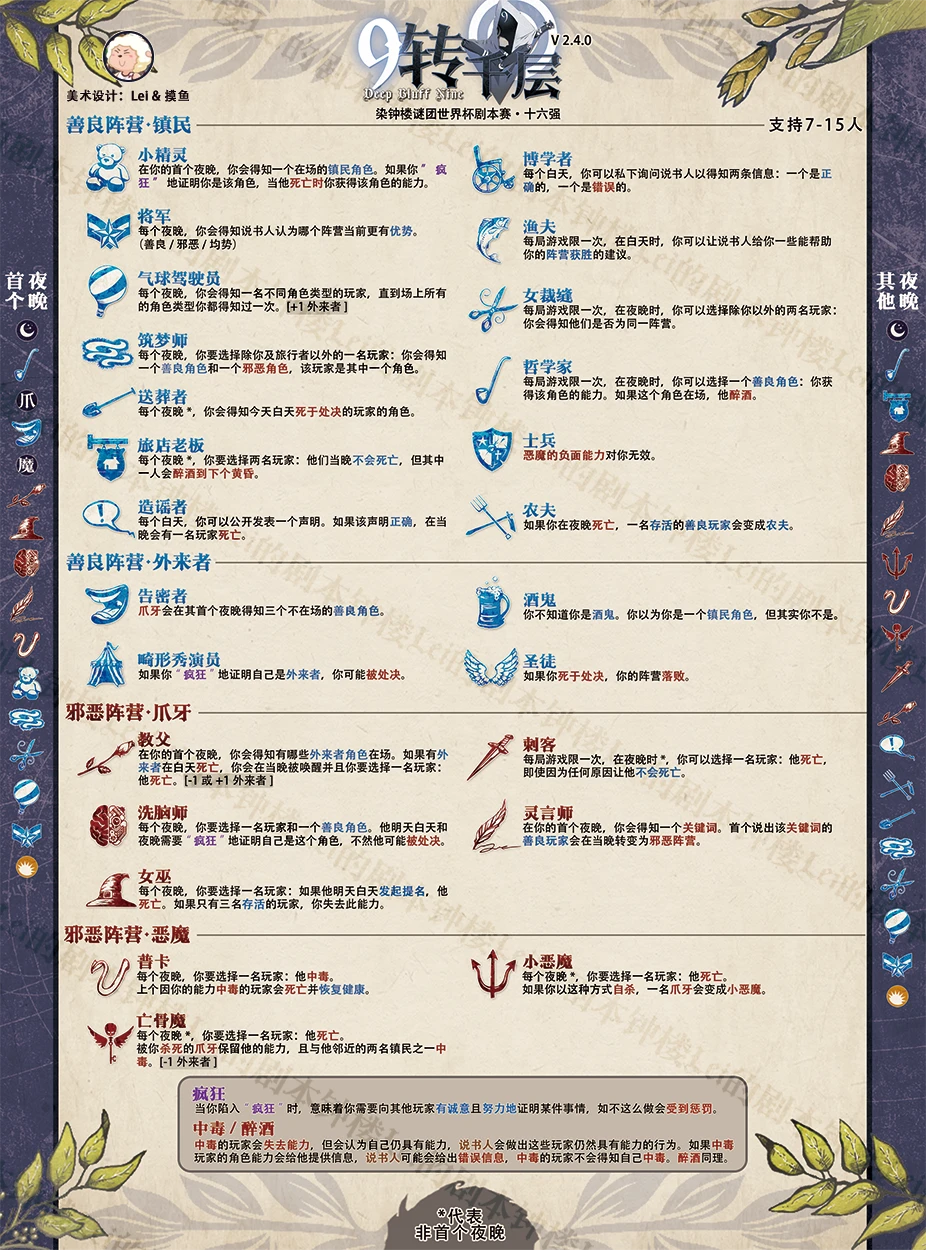 9转千层
V 2.4.0
Deep Bluff Nine
美术设计：Lei & 摸鱼
染钟楼谜团世界杯剧本赛·十六强
善良阵营·镇民
支持7-15人
小精灵
在你的首个夜晚，你会得知一个在场的镇民角色。如果你“疯
狂”地证明你是该角色，当他死亡时你获得该角色的能力。
将军
每个夜晚，你会得知说书人认为哪个阵营当前更有优势。
（善良 / 邪恶 / 均势）
气球驾驶员
每个夜晚，你会得知一名不同角色类型的玩家，直到场上所有
的角色类型你都得知过一次。[+1 外来者]
筑梦师
每个夜晚，你要选择除你及旅行者以外的一名玩家：你会得知
一个善良角色和一个邪恶角色，该玩家是其中一个角色。
送葬者
每个夜晚 *，你会得知今天白天死于处决的玩家的角色。
旅店老板
每个夜晚 *，你要选择两名玩家：他们当晚不会死亡，但其中
一人会醉酒到下个黄昏。
造谣者
每个白天，你可以公开发表一个声明。如果该声明正确，在当
晚会有一名玩家死亡。
博学者
每个白天，你可以私下询问说书人以得知两条信息：一个是正
确的，一个是错误的。
渔夫
每局游戏限一次，在白天时，你可以让说书人给你一些能帮助
你的阵营获胜的建议。
女裁缝
每局游戏限一次，在夜晚时，你可以选择除你以外的两名玩家：
你会得知他们是否为同一阵营。
哲学家
每局游戏限一次，在夜晚时，你可以选择一个善良角色：你获
得该角色的能力。如果这个角色在场，他醉酒。
士兵
恶魔的负面能力对你无效。
农夫
如果你在夜晚死亡，一名存活的善良玩家会变成农夫。
善良阵营·外来者
告密者
爪牙会在其首个夜晚得知三个不在场的善良角色。
畸形秀演员
如果你“疯狂”地证明自己是外来者，你可能被处决。
酒鬼
你不知道你是酒鬼。你以为你是一个镇民角色，但其实你不是。
圣徒
如果你死于处决，你的阵营落败。
邪恶阵营·爪牙
教父
在你的首个夜晚，你会得知有哪些外来者角色在场。如果有外
来者在白天死亡，你会在当晚被唤醒并且你要选择一名玩家：
他死亡。[-1 或 +1 外来者]
洗脑师
每个夜晚，你要选择一名玩家和一个善良角色。他明天白天和
夜晚需要“疯狂”地证明自己是这个角色，不然他可能被处决。
女巫
每个夜晚，你要选择一名玩家：如果他明天白天发起提名，他
死亡。如果只有三名存活的玩家，你失去此能力。
刺客
每局游戏限一次，在夜晚时 *，你可以选择一名玩家：他死亡，
即使因为任何原因让他不会死亡。
灵言师
在你的首个夜晚，你会得知一个关键词。首个说出该关键词的
善良玩家会在当晚转变为邪恶阵营。
邪恶阵营·恶魔
普卡
每个夜晚，你要选择一名玩家：他中毒。
上个因你的能力中毒的玩家会死亡并恢复健康。
亡骨魔
每个夜晚 *，你要选择一名玩家：他死亡。
被你杀死的爪牙保留他的能力，且与他邻近的两名镇民之一中
毒。[-1 外来者]
小恶魔
每个夜晚 *，你要选择一名玩家：他死亡。
如果你以这种方式自杀，一名爪牙会变成小恶魔。
疯狂
当你陷入“疯狂”时，意味着你需要向其他玩家有诚意且努力地证明某件事情，如不这么做会受到惩罚。
中毒 / 醉酒
中毒的玩家会失去能力，但会认为自己仍具有能力，说书人会做出这些玩家仍然具有能力的行为。如果中毒
玩家的角色能力会给他提供信息，说书人可能会给出错误信息，中毒的玩家不会得知自己中毒。醉酒同理。
*代表
非首个夜晚
首个夜晚
爪
魔
其他夜晚